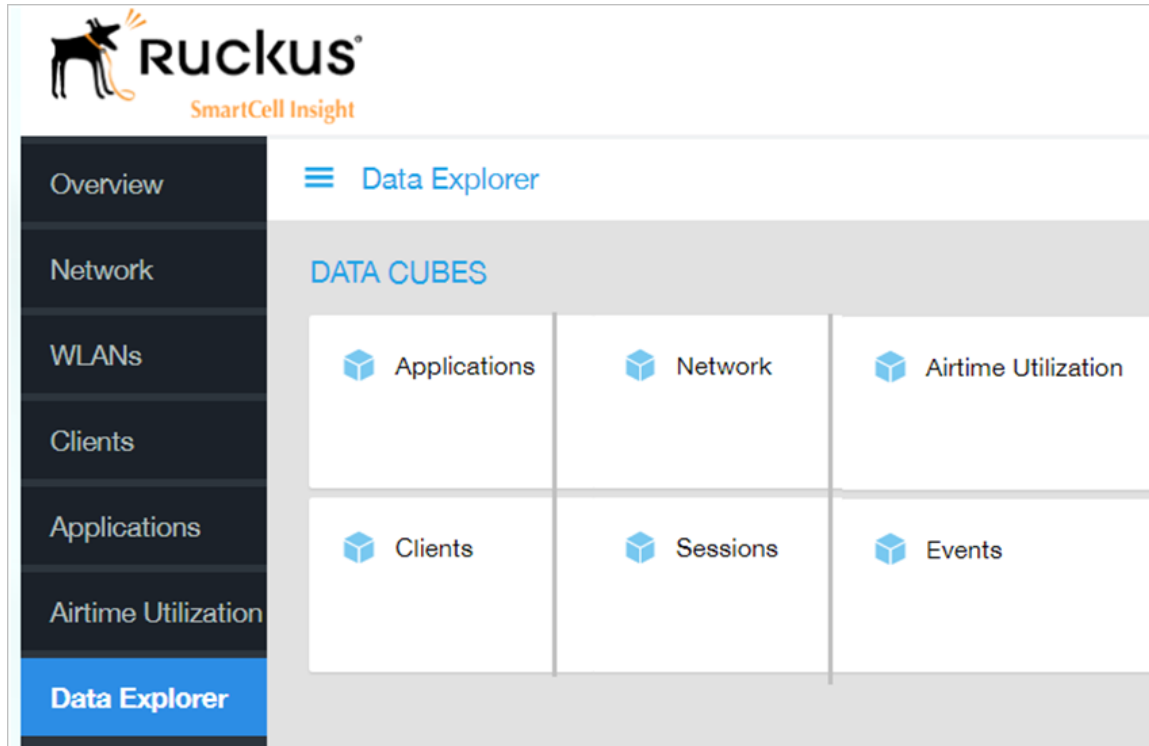 RUCKUS
SmartCell Insight
Overview
Network
WLANs
Clients
Applications
Airtime Utilization
Data Explorer
Data Explorer
DATA CUBES
Applications
Network
Airtime Utilization
Clients
Sessions
Events